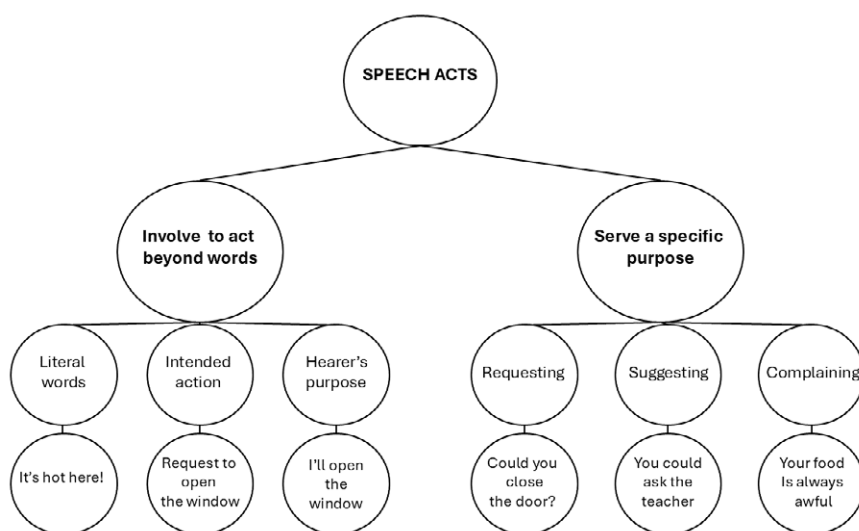 SPEECH ACTS
Involve to act
beyond words
Serve a specific
purpose
Literal
words
Intended
action
Hearer's
purpose
Requesting
Suggesting
Complaining
It's hot here!
Request to
open
the window
I'll open
the
window
Could you
close
the door?
You could
ask the
teacher
Your food
Is always
awful